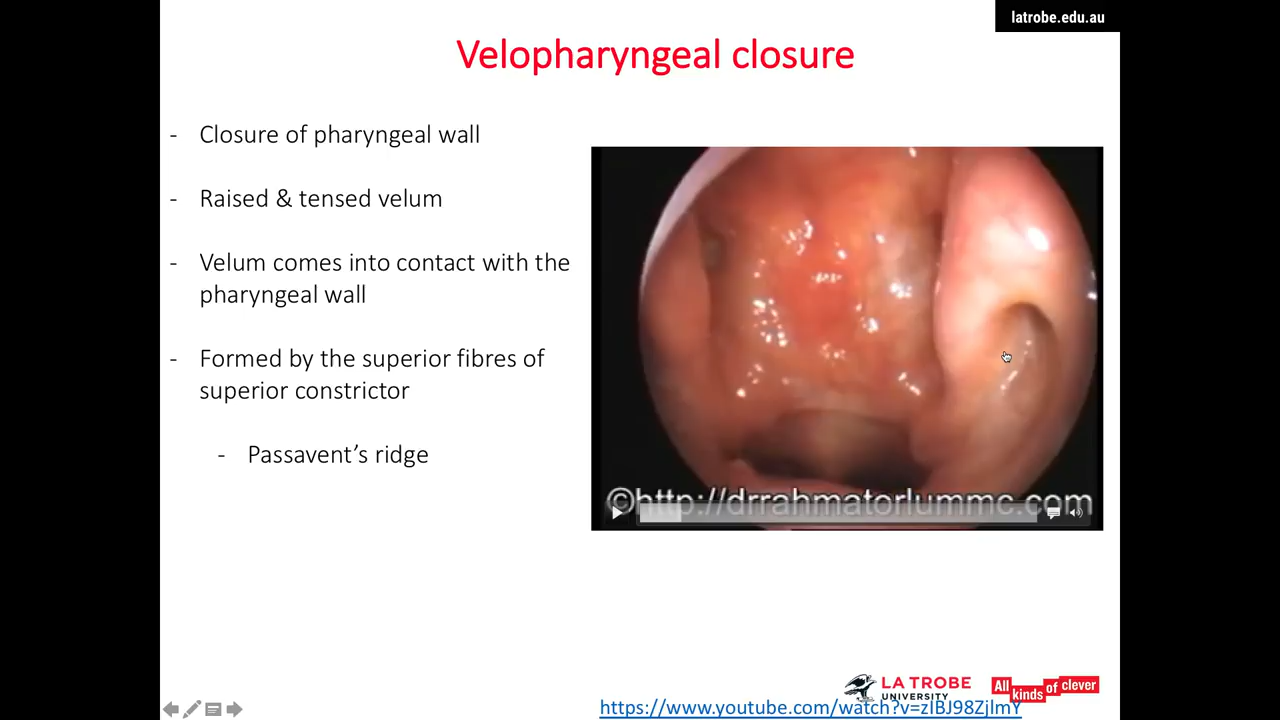 latrobe.edu.au
Velopharyngeal closure
- Closure of pharyngeal wall
- Raised & tensed velum
- Velum comes into contact with the
pharyngeal wall
- Formed by the superior fibres of
superior constrictor
- Passavent’s ridge
©http://drrahmatorlummc.com
LA TROBE
UNIVERSITY
All
kinds of clever
https://www.youtube.com/watch?v=zIBJ98ZjlmY